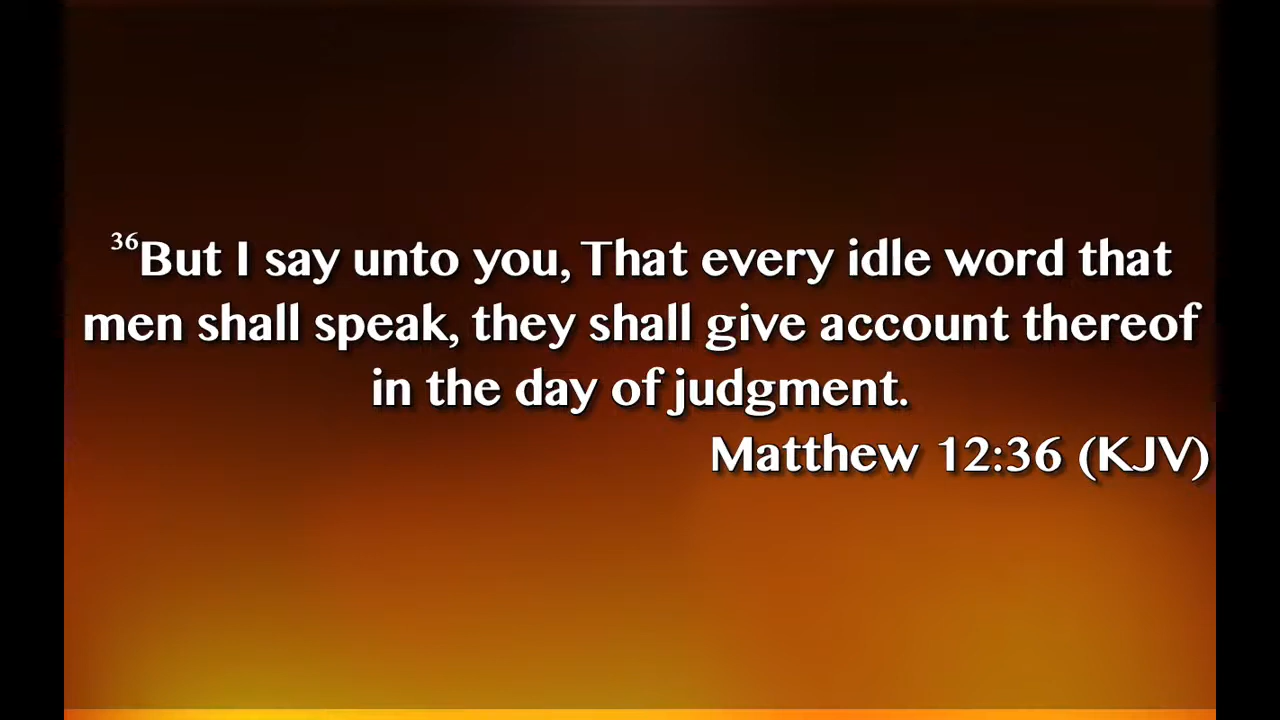 ³⁶But I say unto you, That every idle word that
men shall speak, they shall give account thereof
in the day of judgment.
Matthew 12:36 (KJV)